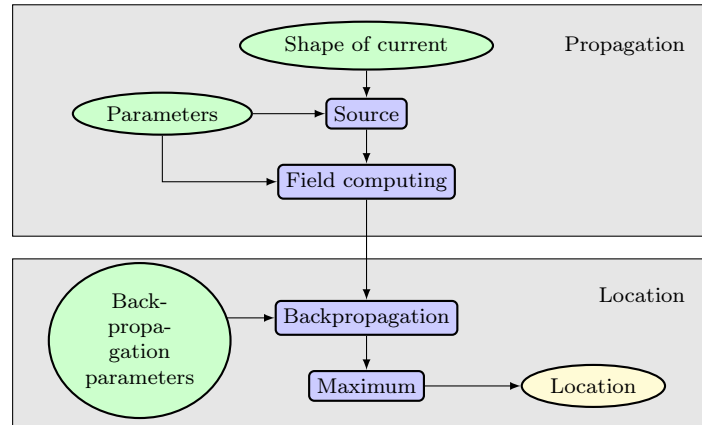 Shape of current
Propagation
Parameters
Source
Field computing
Location
Back-
propa-
gation
parameters
Backpropagation
Maximum
Location